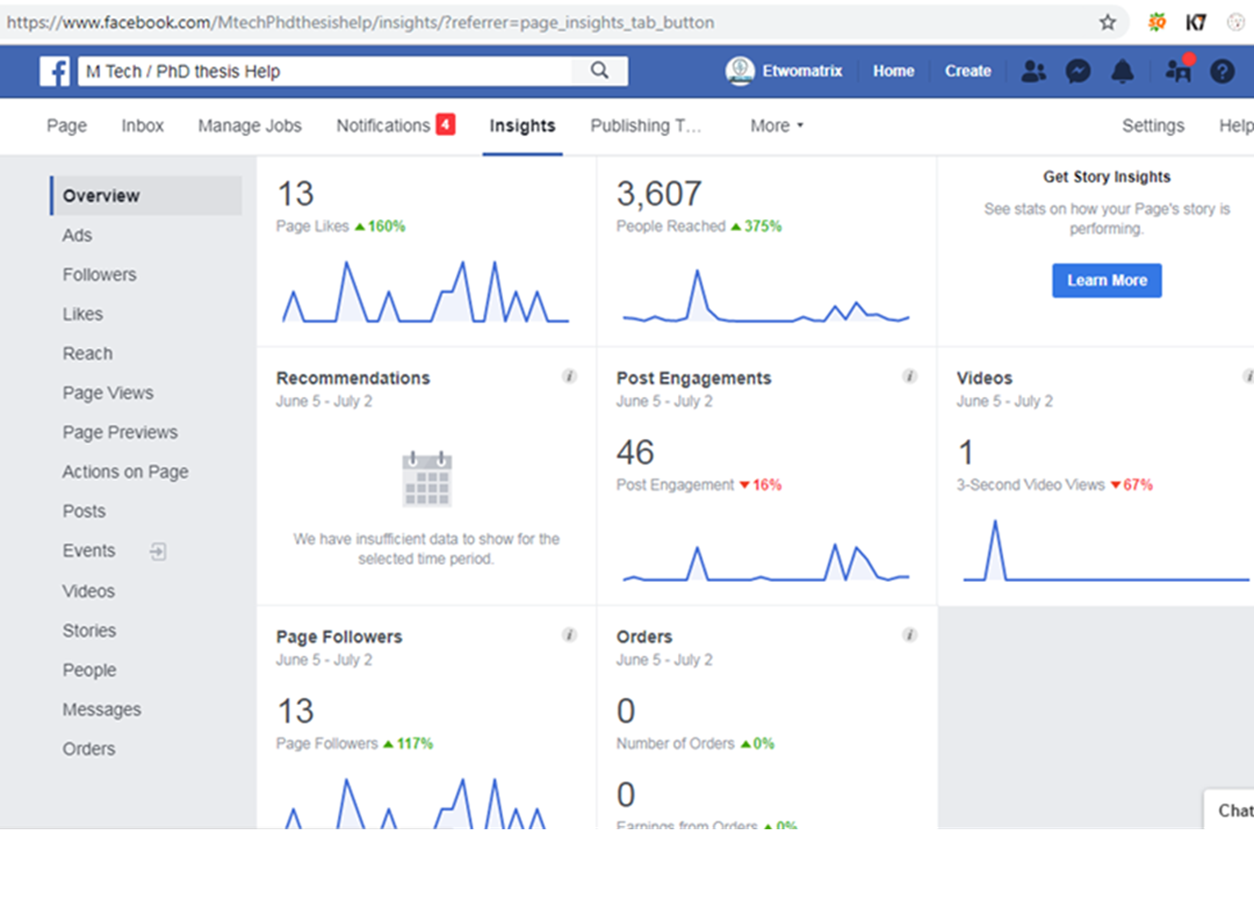 https://www.facebook.com/MtechPhdthesishelp/insights/?referrer=page_insights_tab_button
M Tech / PhD thesis Help
Etwomatrix
Home
Create
Page
Inbox
Manage Jobs
Notifications 4
Insights
Publishing T...
More
Settings
Help
Overview
Ads
Followers
Likes
Reach
Page Views
Page Previews
Actions on Page
Posts
Events
Videos
Stories
People
Messages
Orders
13
Page Likes ▲160%
3,607
People Reached ▲375%
Get Story Insights
See stats on how your Page's story is
performing.
Learn More
Recommendations
June 5 - July 2
We have insufficient data to show for the
selected time period.
Post Engagements
June 5 - July 2
46
Post Engagement ▼16%
Videos
June 5 - July 2
1
3-Second Video Views ▼67%
Page Followers
June 5 - July 2
13
Page Followers ▲117%
Orders
June 5 - July 2
0
Number of Orders ▲0%
0
Earnings from Orders ▲0%
Chat